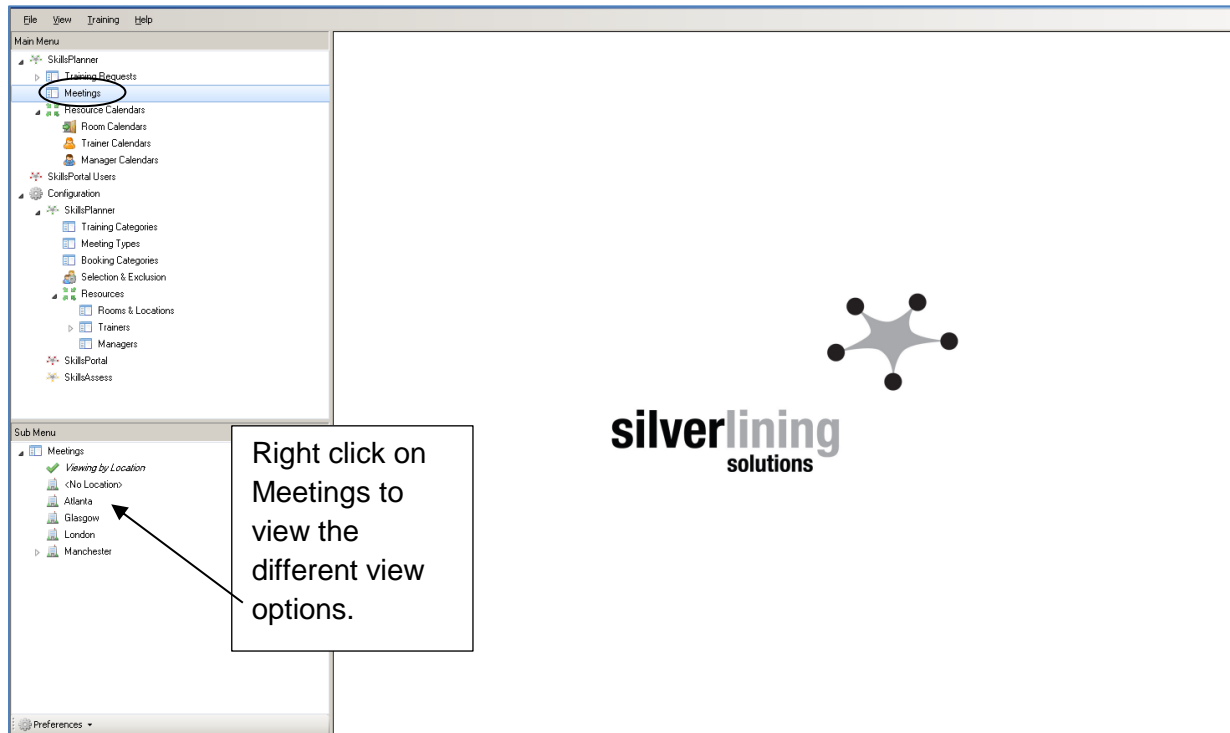 File View Training Help
Main Menu
SkillsPlanner
Training Requests
Meetings
Resource Calendars
Room Calendars
Trainer Calendars
Manager Calendars
SkillsPortal Users
Configuration
SkillsPlanner
Training Categories
Meeting Types
Booking Categories
Selection & Exclusion
Resources
Rooms & Locations
Trainers
Managers
SkillsPortal
SkillsAssess
Sub Menu
Meetings
Viewing by Location
<No Location>
Atlanta
Glasgow
London
Manchester
Preferences
Right click on
Meetings to
view the
different view
options.
silverlining
solutions